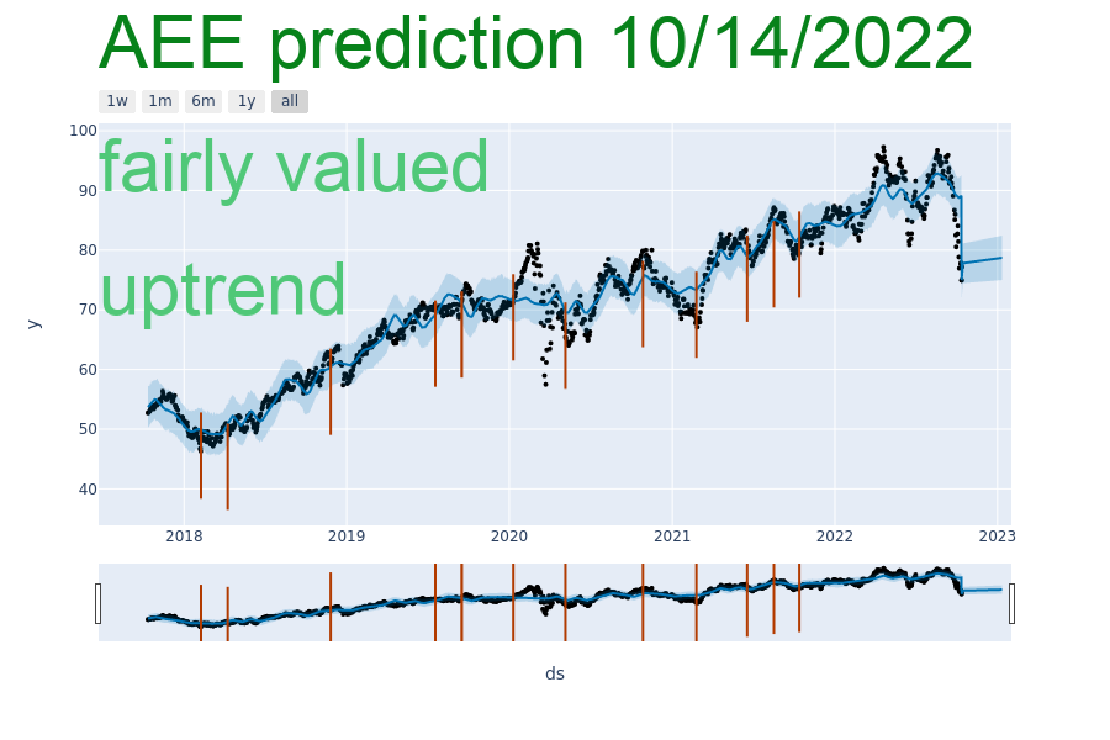 AEE prediction 10/14/2022
1w 1m 6m 1y all
fairly valued
uptrend
100
90
80
70
60
50
40
y
2018 2019 2020 2021 2022 2023
ds